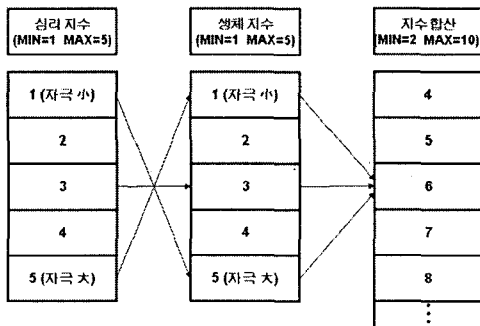 심리 지수
(MIN=1 MAX=5)
생체 지수
(MIN=1 MAX=5)
지수 합산
(MIN=2 MAX=10)
1 (자극 小)
2
3
4
5 (자극 大)
1 (자극 小)
2
3
4
5 (자극 大)
4
5
6
7
8
⋮